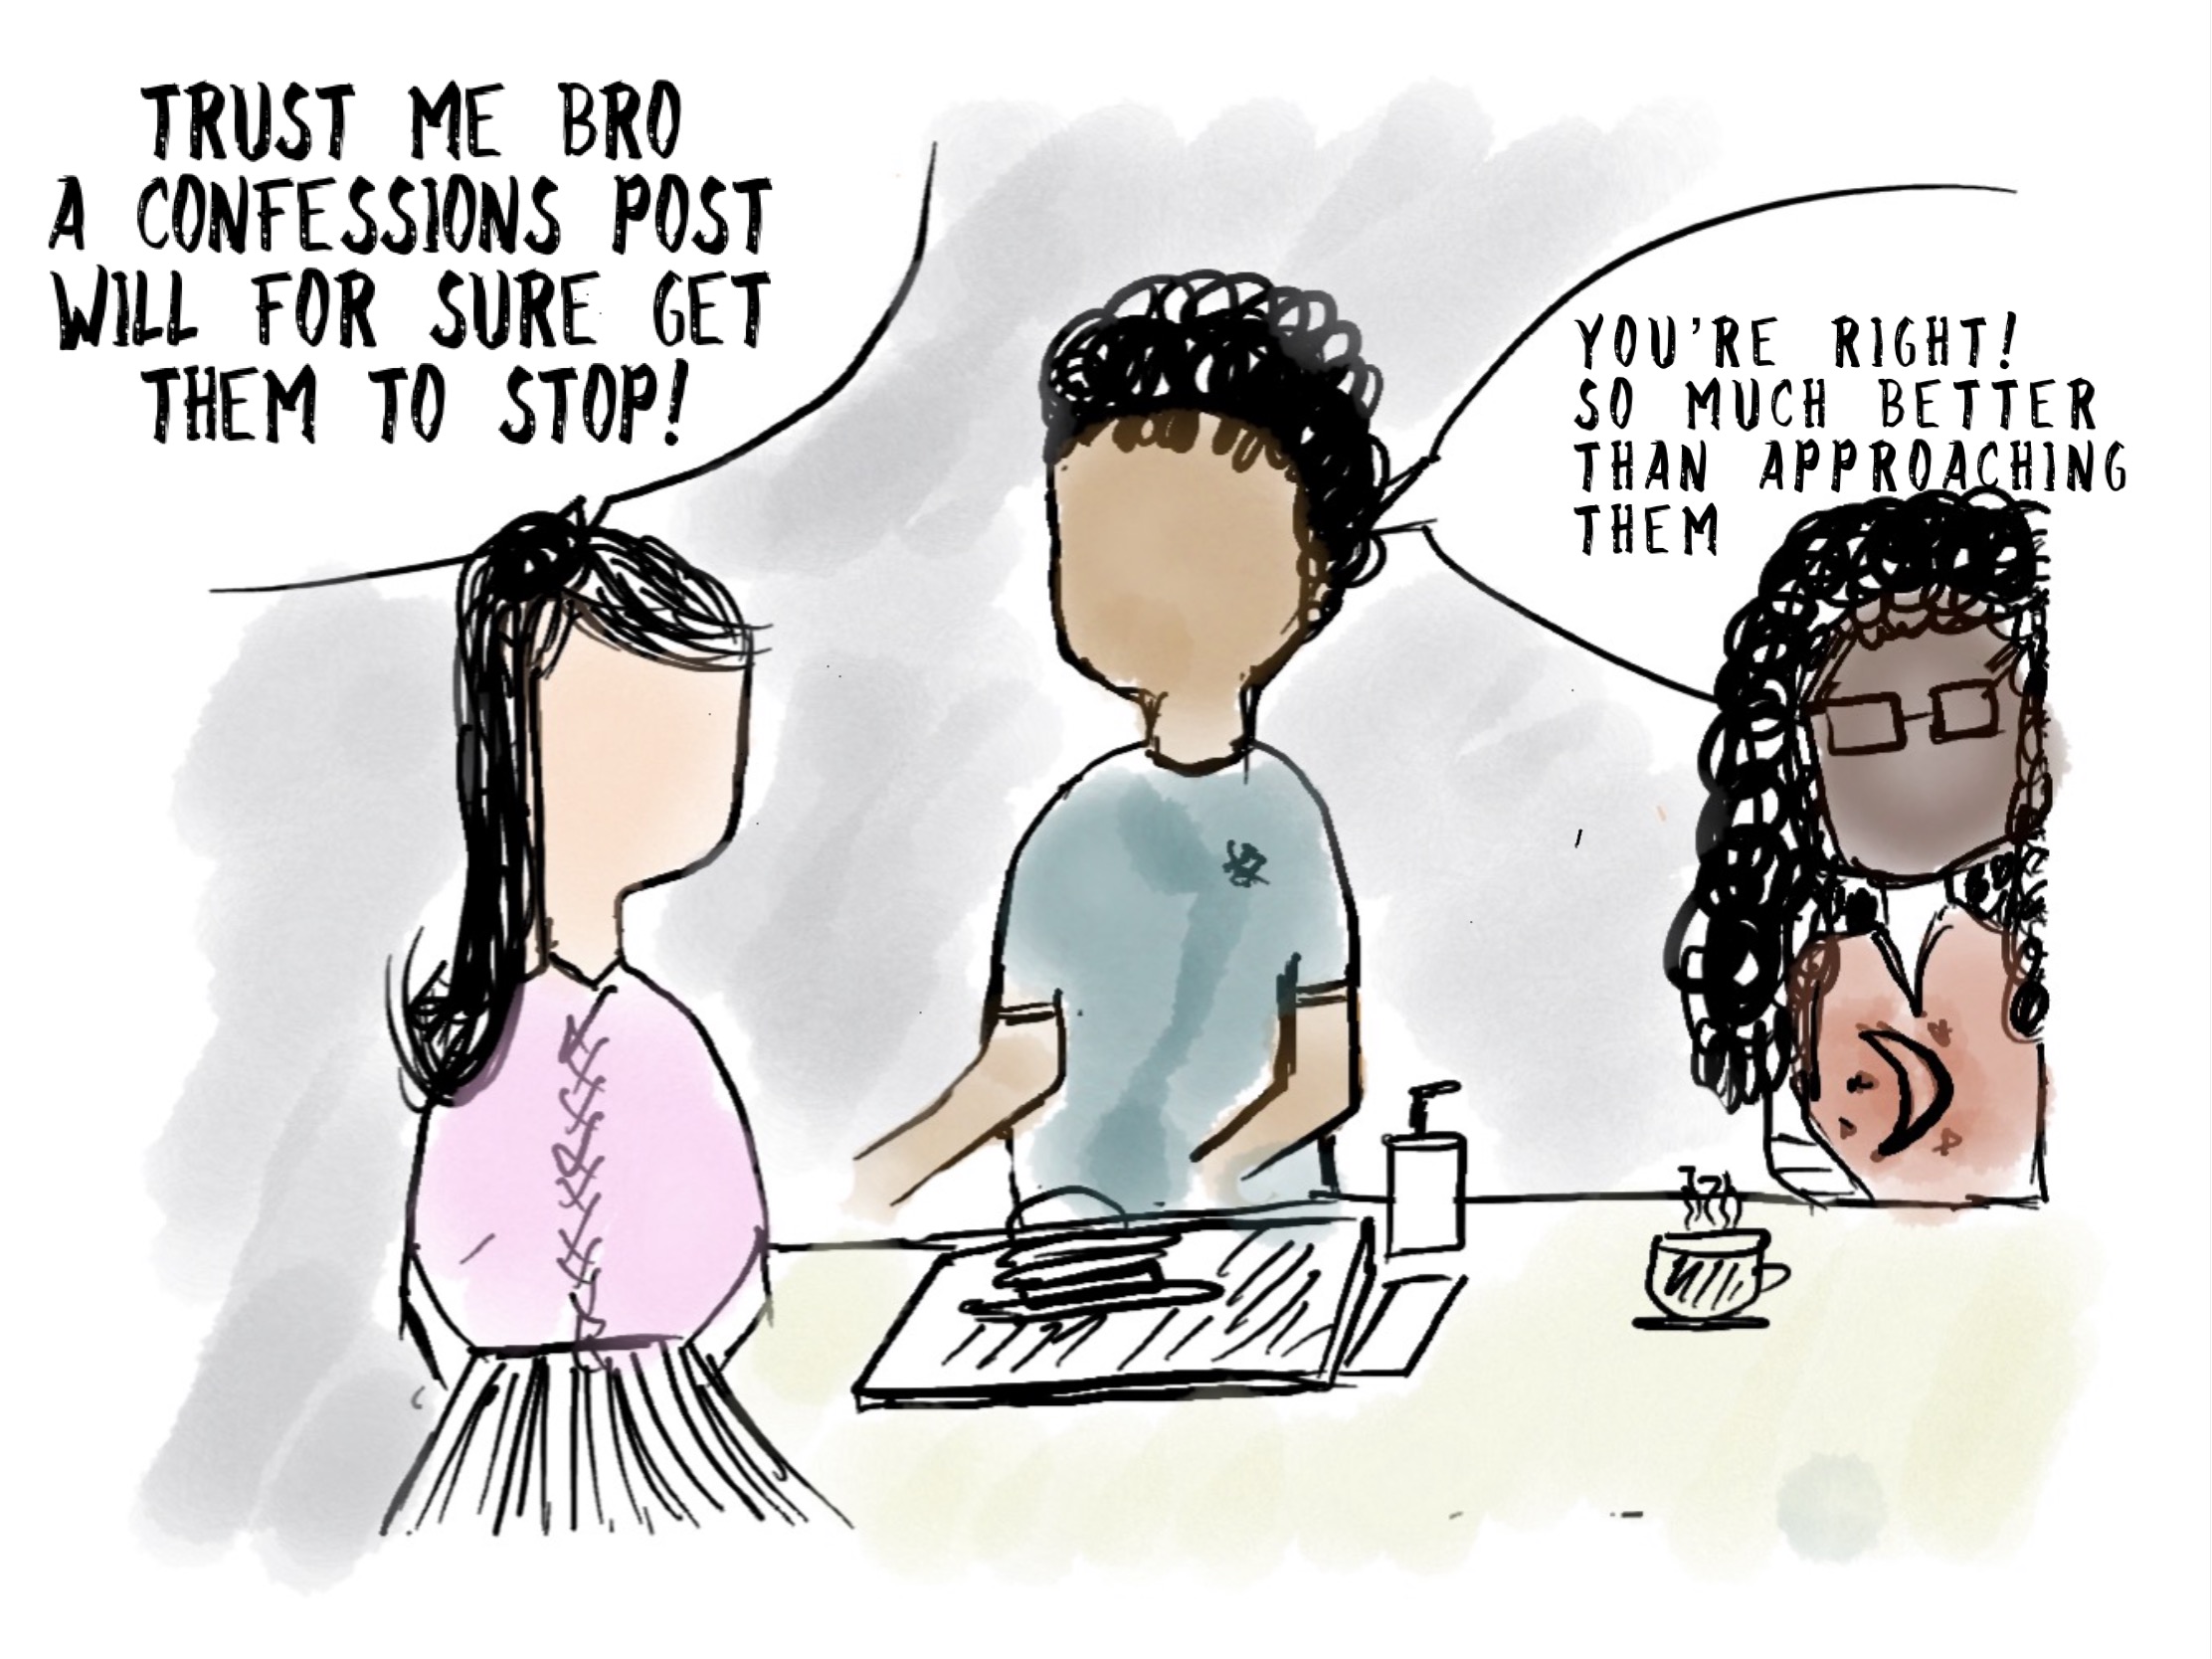 TRUST ME BRO
A CONFESSIONS POST
WILL FOR SURE GET
THEM TO STOP!
YOU'RE RIGHT!
SO MUCH BETTER
THAN APPROACHING
THEM